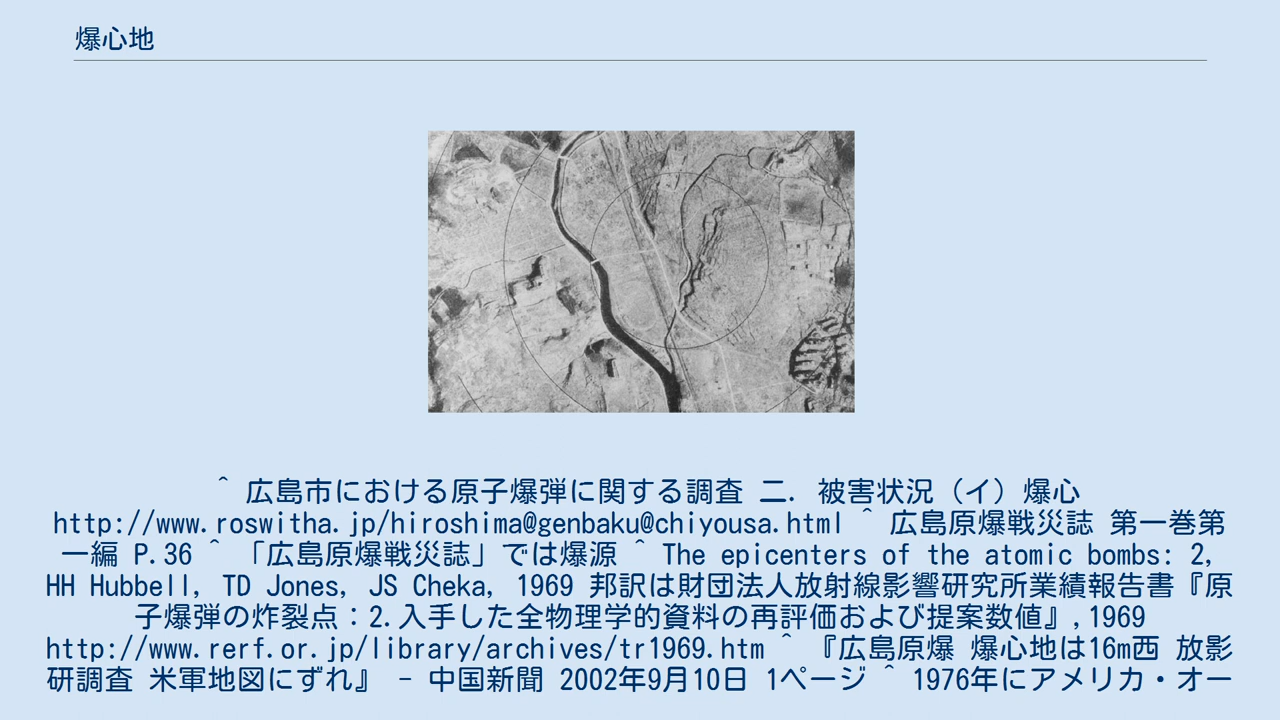 爆心地
^ 広島市における原子爆弾に関する調査 二. 被害状況（イ）爆心
http://www.roswitha.jp/hiroshima@genbaku@chiyousa.html ^ 広島原爆戦災誌 第一巻第
一編 P.36 ^ 「広島原爆戦災誌」では爆源 ^ The epicenters of the atomic bombs: 2,
HH Hubbell, TD Jones, JS Cheka, 1969 邦訳は財団法人放射線影響研究所業績報告書『原
子爆弾の炸裂点：2.入手した全物理学的資料の再評価および提案数値』,1969
http://www.rerf.or.jp/library/archives/tr1969.htm ^ 『広島原爆 爆心地は16m西 放影
研調査 米軍地図にずれ』 - 中国新聞 2002年9月10日 1ページ ^ 1976年にアメリカ・オー